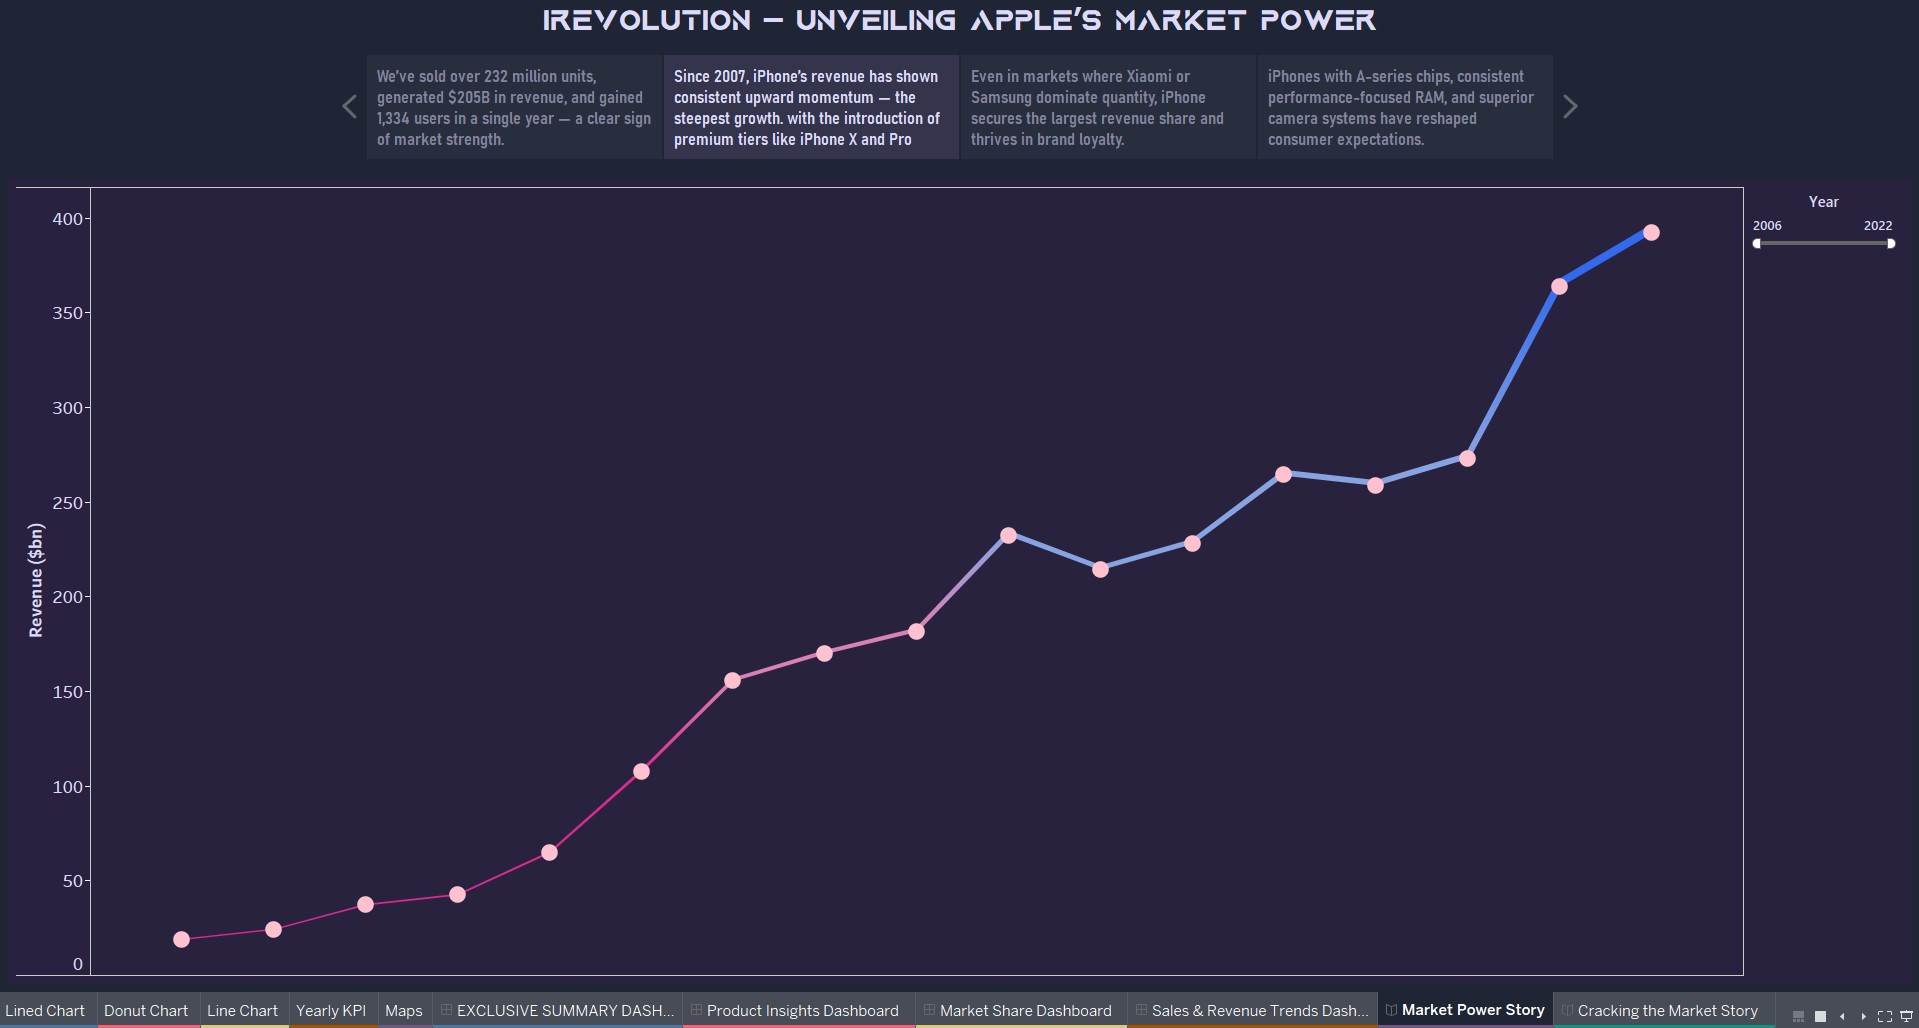 IREVOLUTION – UNVEILING APPLE'S MARKET POWER
We've sold over 232 million units,
generated $205B in revenue, and gained
1,334 users in a single year — a clear sign
of market strength.
Since 2007, iPhone's revenue has shown
consistent upward momentum — the
steepest growth. with the introduction of
premium tiers like iPhone X and Pro
Even in markets where Xiaomi or
Samsung dominate quantity, iPhone
secures the largest revenue share and
thrives in brand loyalty.
iPhones with A-series chips, consistent
performance-focused RAM, and superior
camera systems have reshaped
consumer expectations.
Year
2006 2022
400
350
300
250
200
150
100
50
0
Revenue ($bn)
Lined Chart
Donut Chart
Line Chart
Yearly KPI
Maps
EXCLUSIVE SUMMARY DASH...
Product Insights Dashboard
Market Share Dashboard
Sales & Revenue Trends Dash...
Market Power Story
Cracking the Market Story